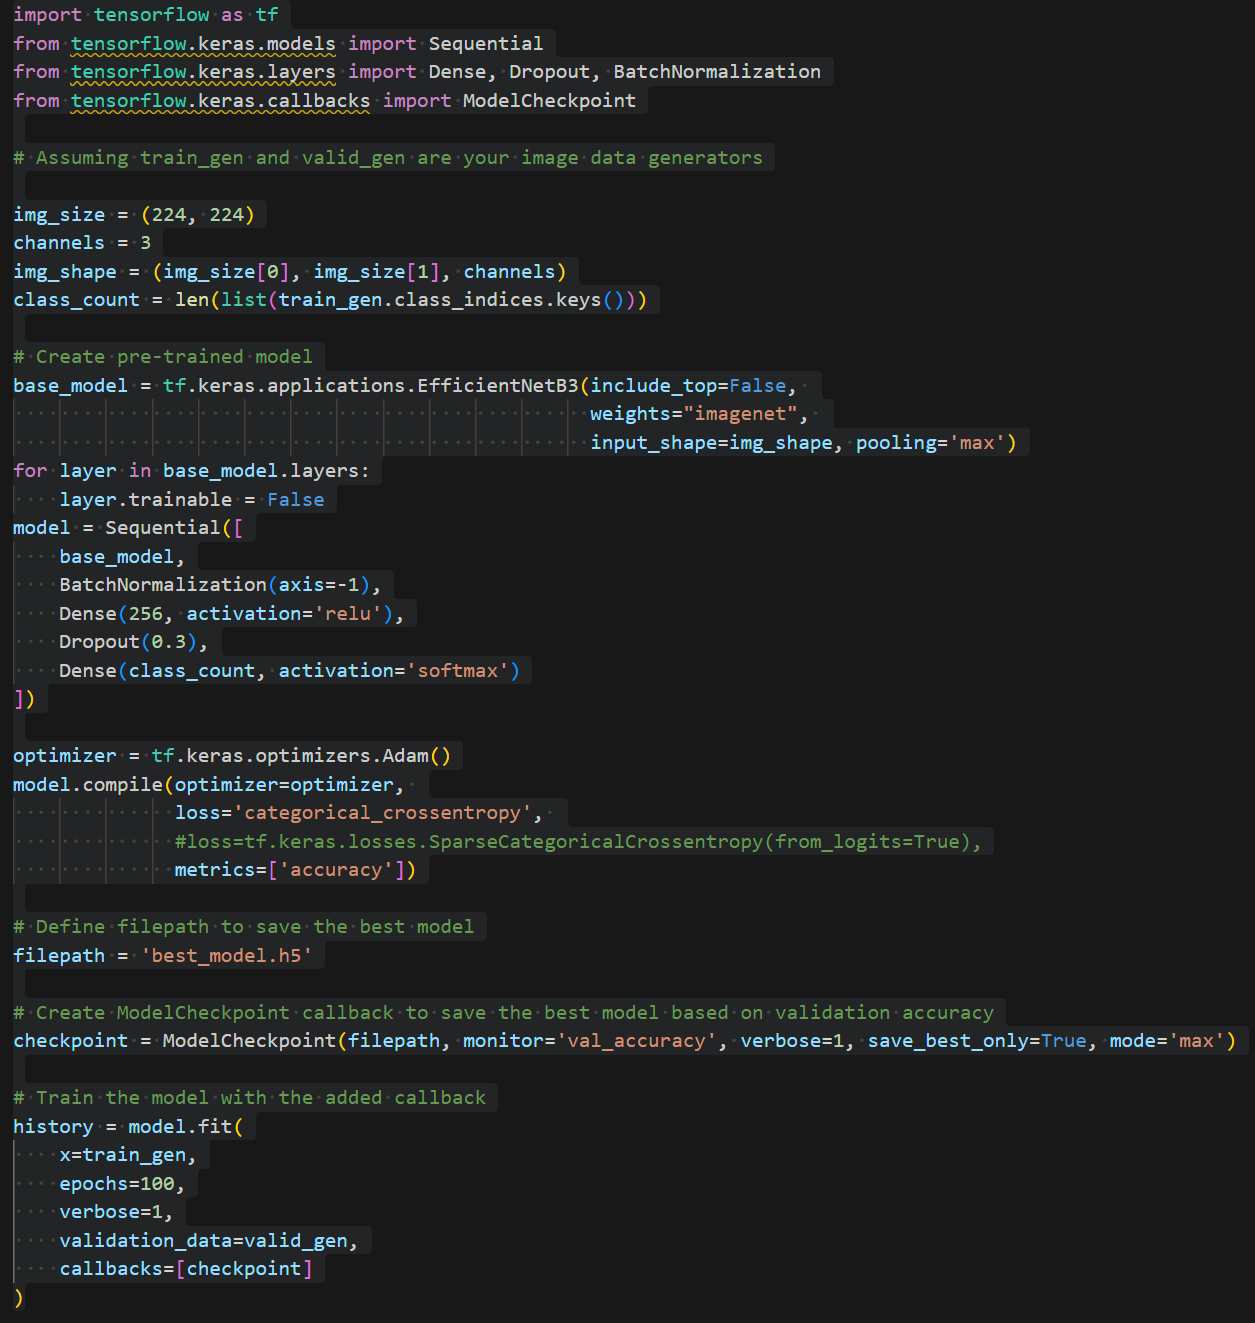 import tensorflow as tf
from tensorflow.keras.models import Sequential
from tensorflow.keras.layers import Dense, Dropout, BatchNormalization
from tensorflow.keras.callbacks import ModelCheckpoint
# Assuming train_gen and valid_gen are your image data generators
img_size = (224, 224)
channels = 3
img_shape = (img_size[0], img_size[1], channels)
class_count = len(list(train_gen.class_indices.keys()))
# Create pre-trained model
base_model = tf.keras.applications.EfficientNetB3(include_top=False,
                                                  weights="imagenet",
                                                  input_shape=img_shape, pooling='max')
for layer in base_model.layers:
    layer.trainable = False
model = Sequential([
    base_model,
    BatchNormalization(axis=-1),
    Dense(256, activation='relu'),
    Dropout(0.3),
    Dense(class_count, activation='softmax')
])
optimizer = tf.keras.optimizers.Adam()
model.compile(optimizer=optimizer,
              loss='categorical_crossentropy',
              #loss=tf.keras.losses.SparseCategoricalCrossentropy(from_logits=True),
              metrics=['accuracy'])
# Define filepath to save the best model
filepath = 'best_model.h5'
# Create ModelCheckpoint callback to save the best model based on validation accuracy
checkpoint = ModelCheckpoint(filepath, monitor='val_accuracy', verbose=1, save_best_only=True, mode='max')
# Train the model with the added callback
history = model.fit(
    x=train_gen,
    epochs=100,
    verbose=1,
    validation_data=valid_gen,
    callbacks=[checkpoint]
)